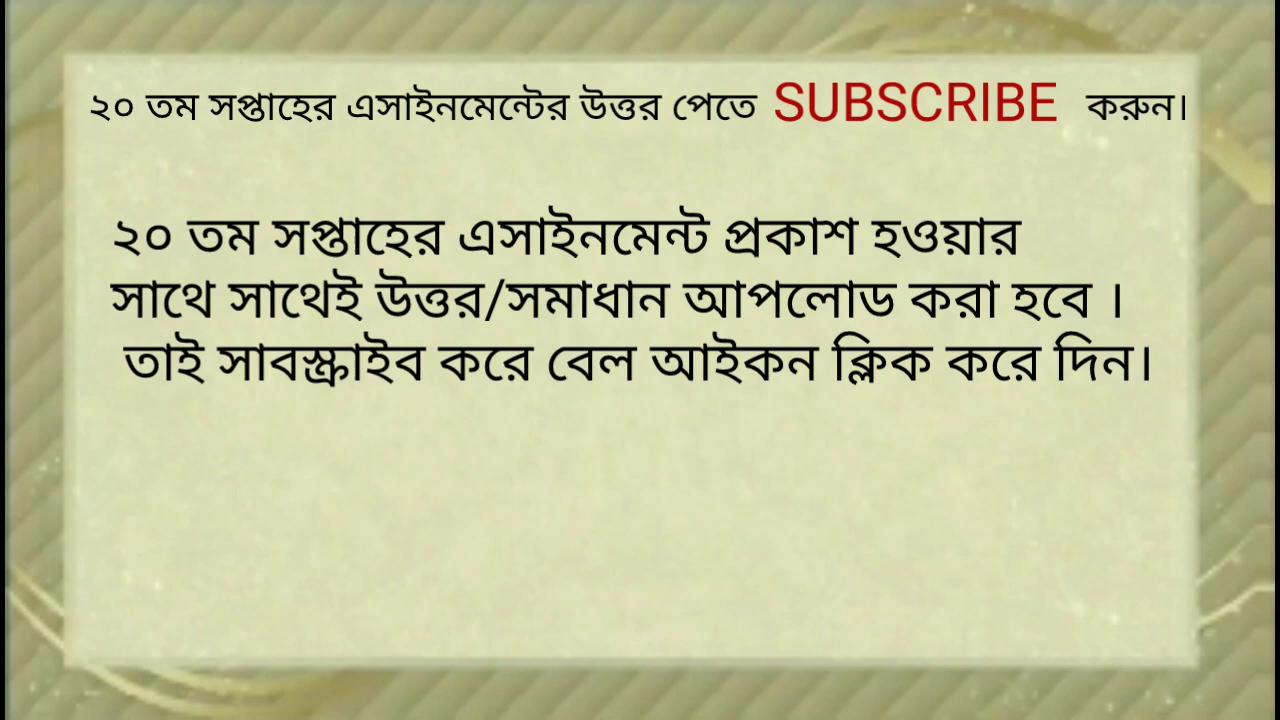 ২০ তম সপ্তাহের এসাইনমেন্টের উত্তর পেতে SUBSCRIBE করুন।
২০ তম সপ্তাহের এসাইনমেন্ট প্রকাশ হওয়ার
সাথে সাথেই উত্তর/সমাধান আপলোড করা হবে ।
তাই সাবস্ক্রাইব করে বেল আইকন ক্লিক করে দিন।